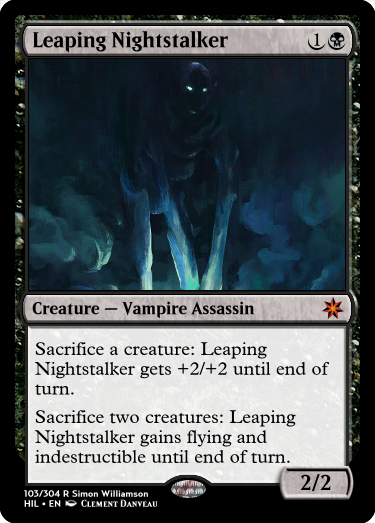 Leaping Nightstalker 1
Creature — Vampire Assassin
Sacrifice a creature: Leaping
Nightstalker gets +2/+2 until end of
turn.
Sacrifice two creatures: Leaping
Nightstalker gains flying and
indestructible until end of turn.
2/2
103/304 R Simon Williamson
HIL • EN Clement Danveau